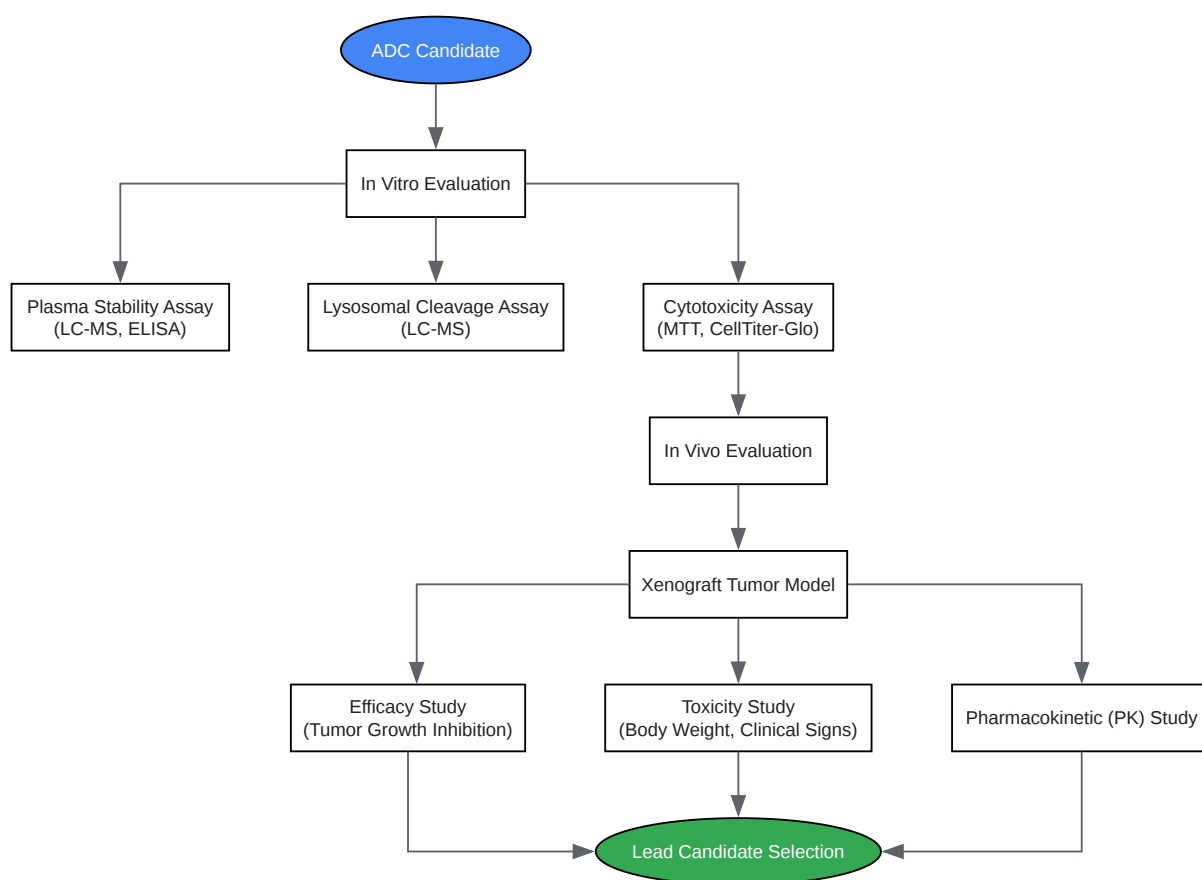 ADC Candidate
In Vitro Evaluation
Plasma Stability Assay
(LC-MS, ELISA)
Lysosomal Cleavage Assay
(LC-MS)
Cytotoxicity Assay
(MTT, CellTiter-Glo)
In Vivo Evaluation
Xenograft Tumor Model
Efficacy Study
(Tumor Growth Inhibition)
Toxicity Study
(Body Weight, Clinical Signs)
Pharmacokinetic (PK) Study
Lead Candidate Selection